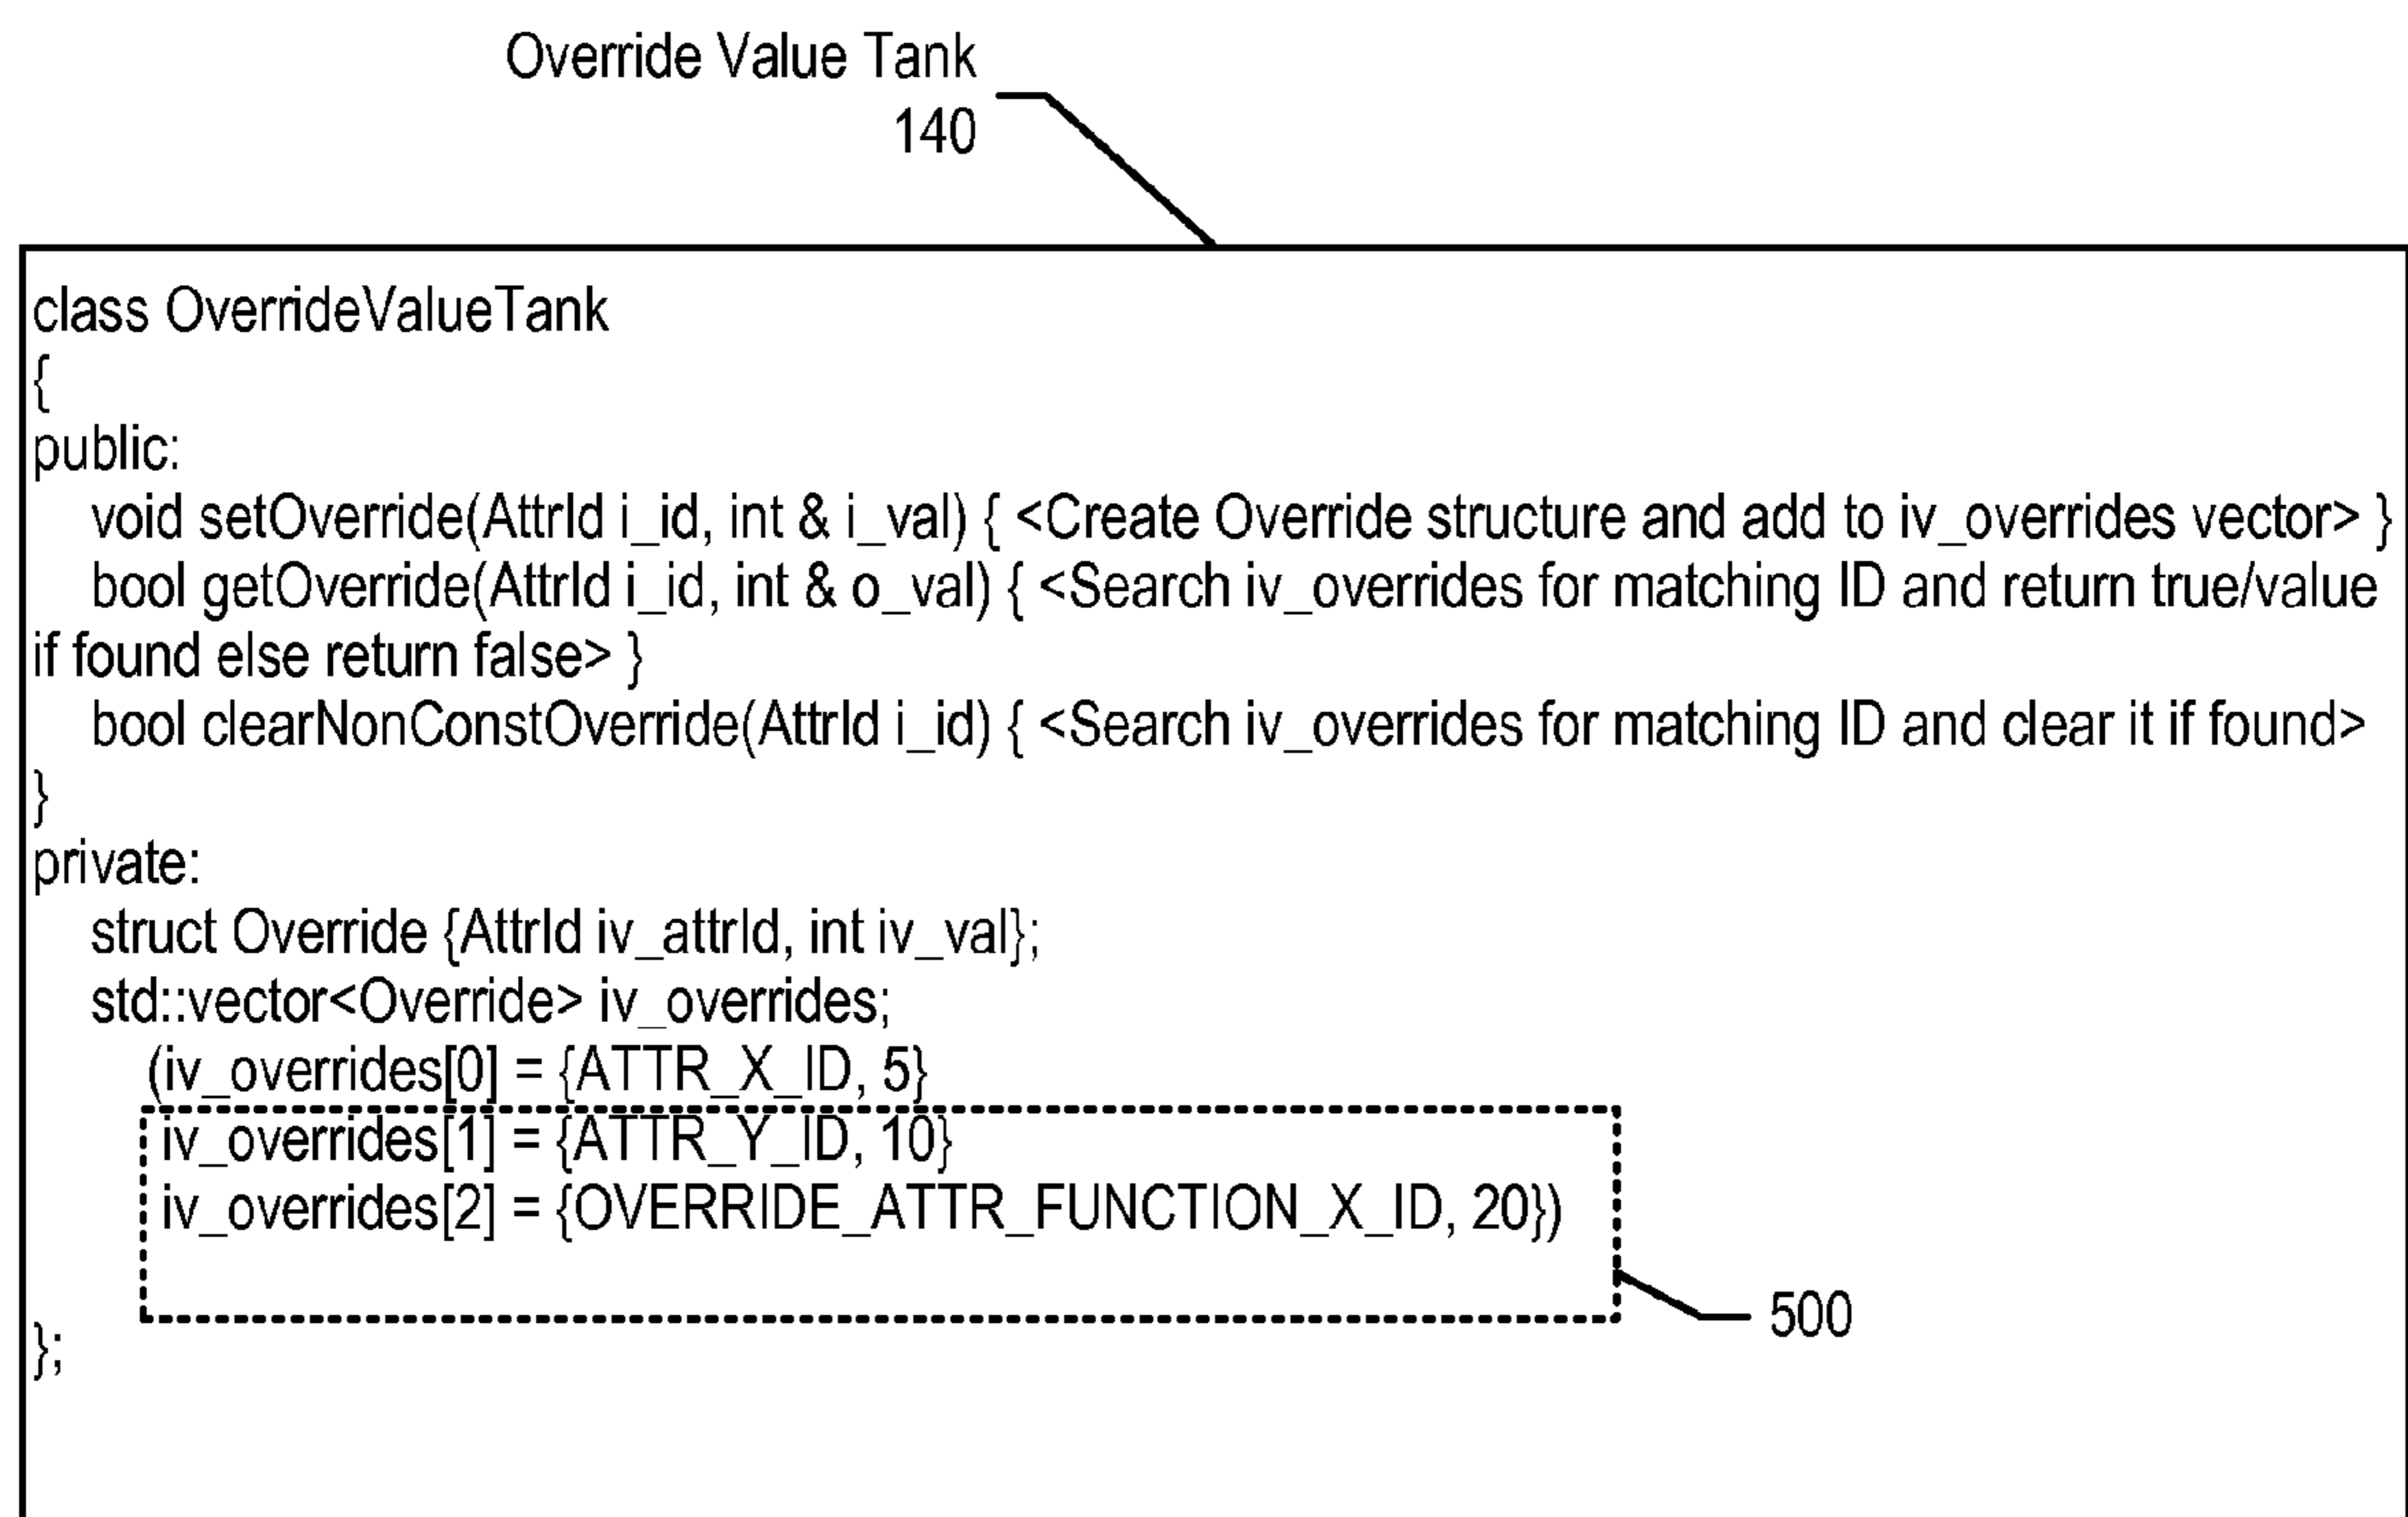 Override Value Tank
140
class OverrideValueTank
{
public:
void setOverride(AttrId i_id, int & i_val) { <Create Override structure and add to iv_overrides vector> }
bool getOverride(AttrId i_id, int & o_val) { <Search iv_overrides for matching ID and return true/value
if found else return false> }
bool clearNonConstOverride(AttrId i_id) { <Search iv_overrides for matching ID and clear it if found>
}
private:
struct Override {AttrId iv_attrId, int iv_val};
std::vector<Override> iv_overrides;
(iv_overrides[0] = {ATTR_X_ID, 5}
iv_overrides[1] = {ATTR_Y_ID, 10}
iv_overrides[2] = {OVERRIDE_ATTR_FUNCTION_X_ID, 20})
500
};